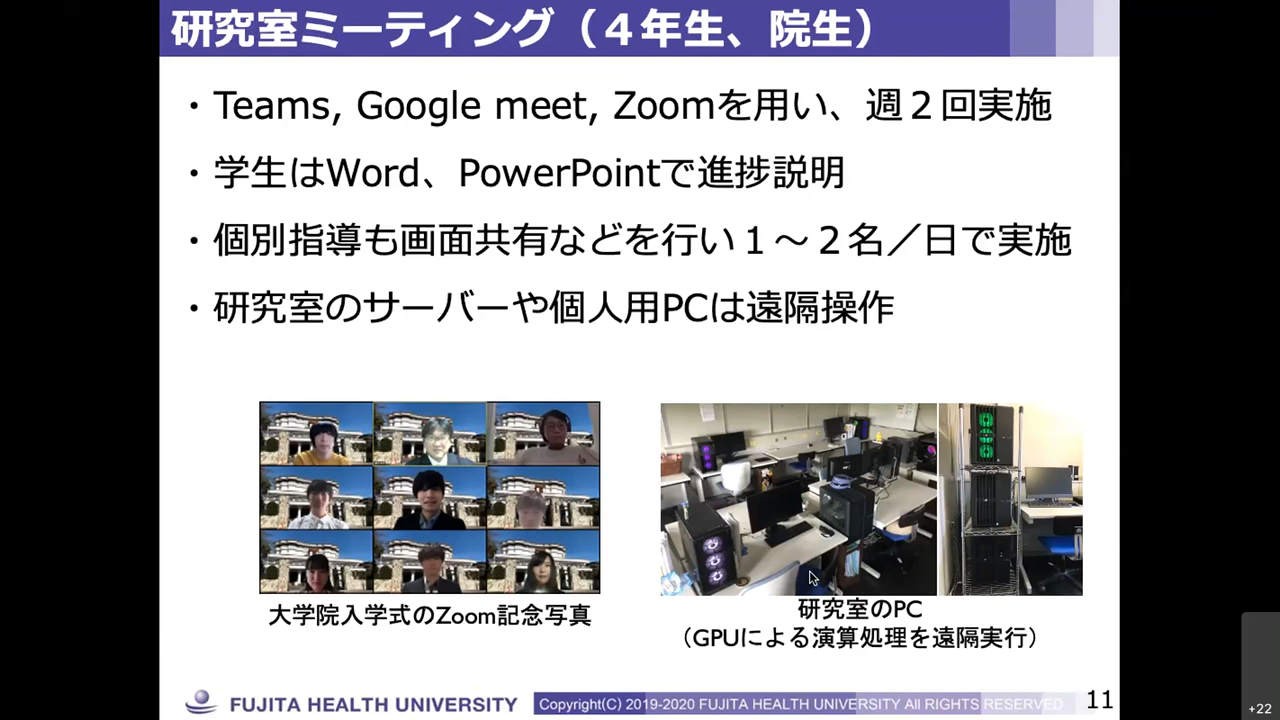 研究室ミーティング（４年生、院生）
・Teams, Google meet, Zoomを用い、週２回実施
・学生はWord、PowerPointで進捗説明
・個別指導も画面共有などを行い１～２名／日で実施
・研究室のサーバーや個人用PCは遠隔操作
大学院入学式のZoom記念写真
研究室のPC
（GPUによる演算処理を遠隔実行）
FUJITA HEALTH UNIVERSITY
Copyright(C) 2019-2020 FUJITA HEALTH UNIVERSITY All RIGHTS RESERVED
11
+22